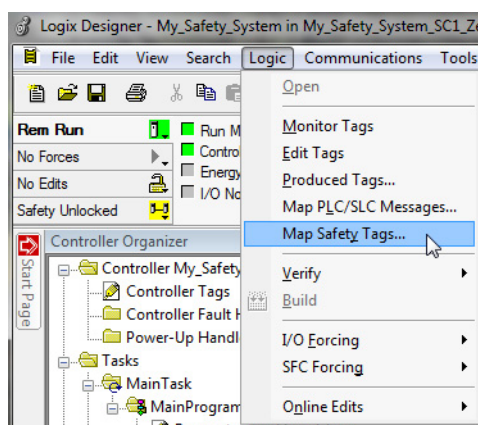 Logix Designer - My_Safety_System in My_Safety_System_SC1_Ze
File Edit View Search Logic Communications Tools
Open
Monitor Tags
Edit Tags
Produced Tags...
Map PLC/SLC Messages...
Map Safety Tags...
Verify
Build
I/O Forcing
SFC Forcing
Online Edits
Rem Run
No Forces
No Edits
Safety Unlocked
Run M
Contro
Energy
I/O No
Start Page
Controller Organizer
Controller My_Safety
Controller Tags
Controller Fault H
Power-Up Handl
Tasks
MainTask
MainProgram